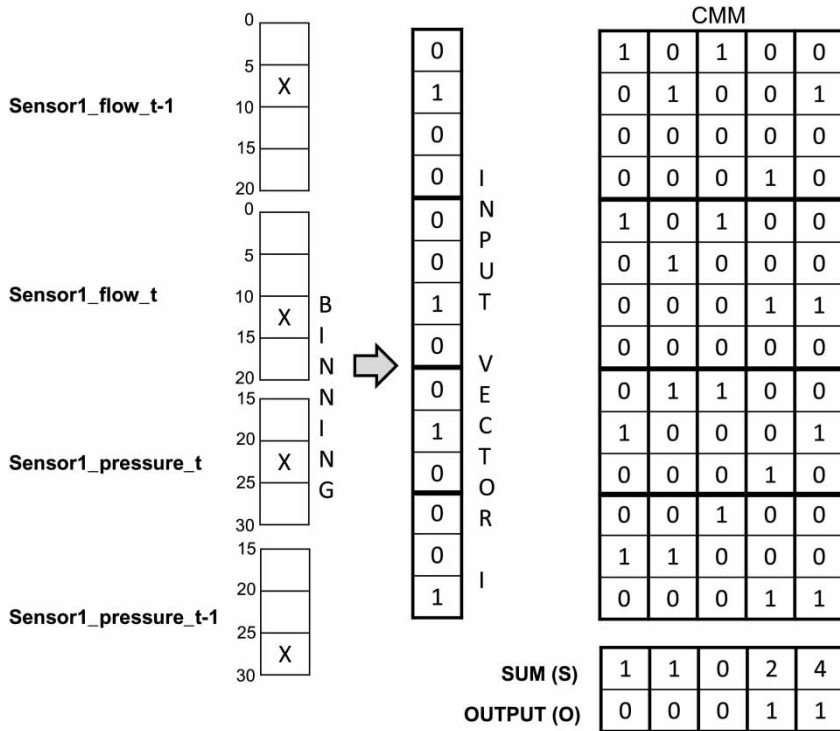 Sensor1_flow_t-1
0
5
X
10
15
20
Sensor1_flow_t
0
5
10
X
15
20
Sensor1_pressure_t
15
20
X
25
30
Sensor1_pressure_t-1
15
20
25
X
30
BINNING
0
1
0
0
0
0
1
0
0
1
0
0
0
1
INPUT VECTOR I
CMM
1 0 1 0 0
0 1 0 0 1
0 0 0 0 0
0 0 0 1 0
1 0 1 0 0
0 1 0 0 0
0 0 0 1 1
0 0 0 0 0
0 1 1 0 0
1 0 0 0 1
0 0 0 1 0
0 0 1 0 0
1 1 0 0 0
0 0 0 1 1
SUM (S) 1 1 0 2 4
OUTPUT (O) 0 0 0 1 1